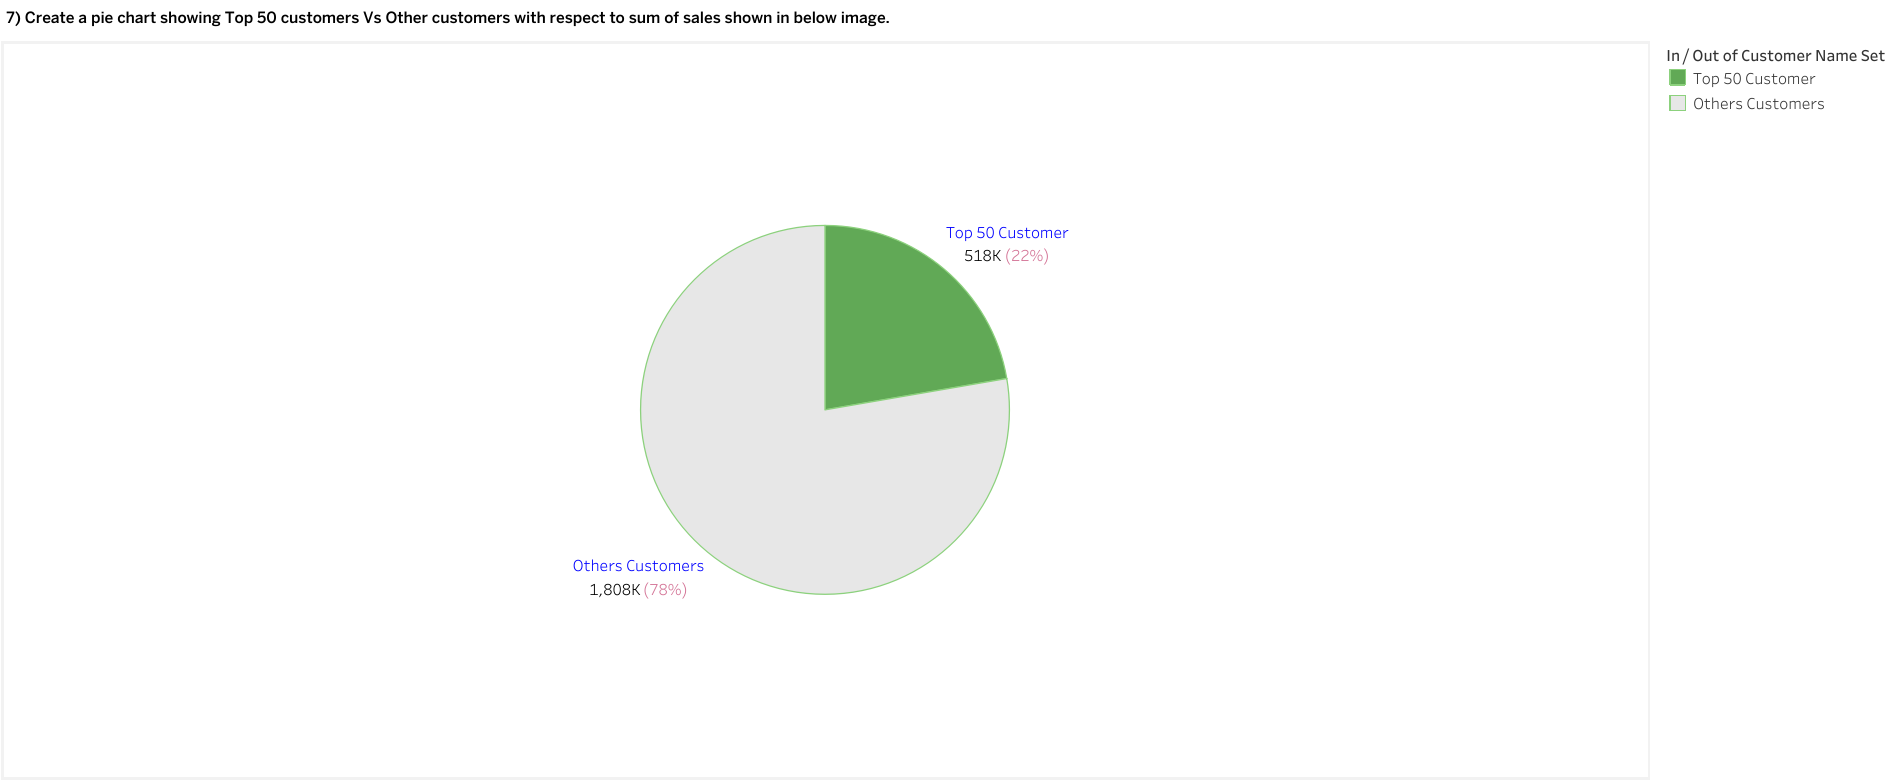 7) Create a pie chart showing Top 50 customers Vs Other customers with respect to sum of sales shown in below image.
In / Out of Customer Name Set
Top 50 Customer
Others Customers
Top 50 Customer
518K (22%)
Others Customers
1,808K (78%)